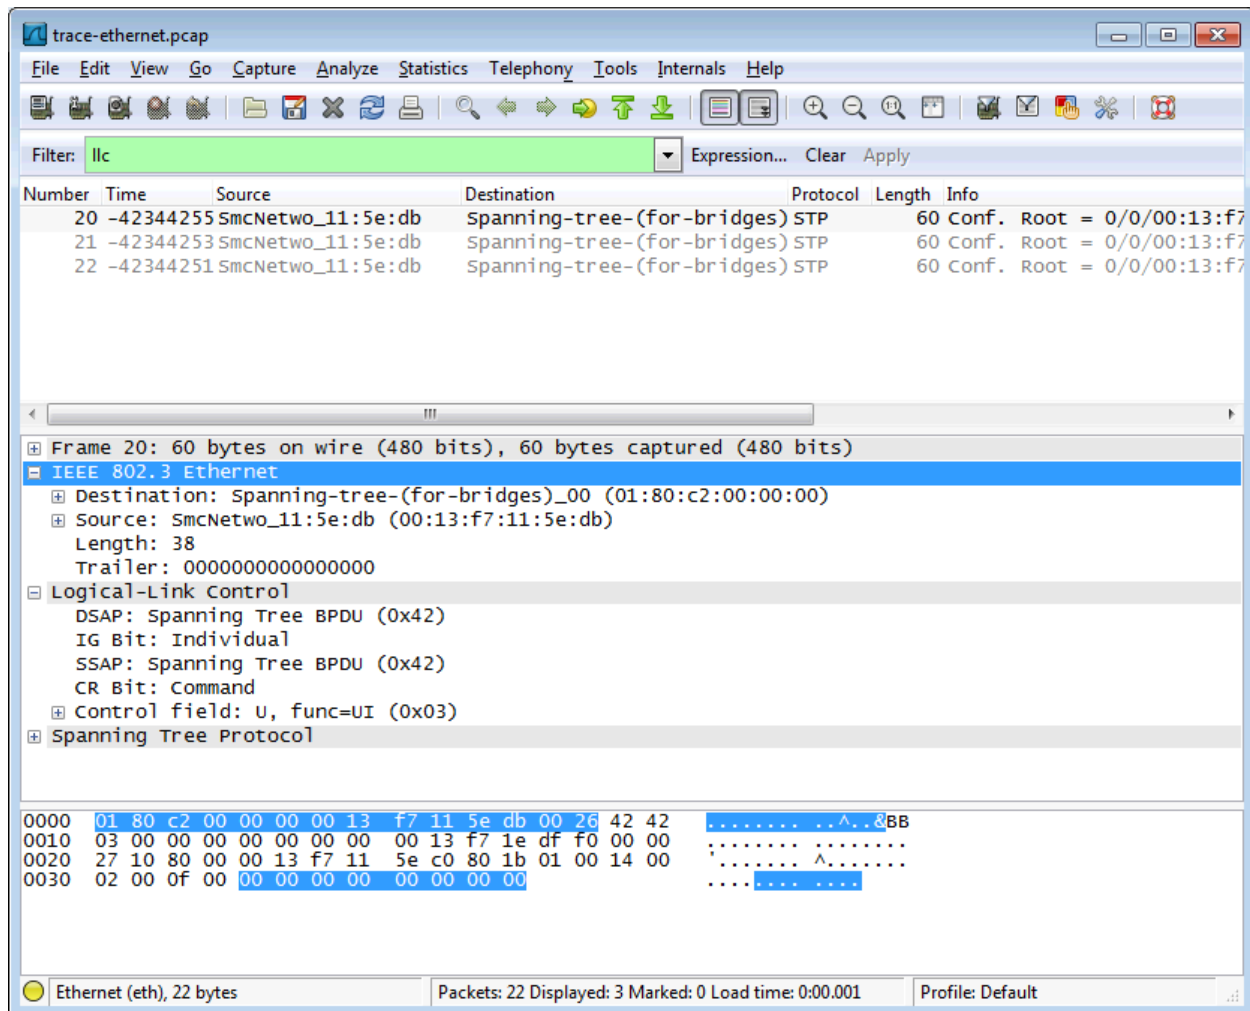 trace-ethernet.pcap
File Edit View Go Capture Analyze Statistics Telephony Tools Internals Help
Filter: llc Expression... Clear Apply
Number Time Source Destination Protocol Length Info
20 -42344255 SmcNetwo_11:5e:db Spanning-tree-(for-bridges) STP 60 Conf. Root = 0/0/00:13:f7
21 -42344253 SmcNetwo_11:5e:db Spanning-tree-(for-bridges) STP 60 Conf. Root = 0/0/00:13:f7
22 -42344251 SmcNetwo_11:5e:db Spanning-tree-(for-bridges) STP 60 Conf. Root = 0/0/00:13:f7
Frame 20: 60 bytes on wire (480 bits), 60 bytes captured (480 bits)
IEEE 802.3 Ethernet
Destination: Spanning-tree-(for-bridges)_00 (01:80:c2:00:00:00)
Source: SmcNetwo_11:5e:db (00:13:f7:11:5e:db)
Length: 38
Trailer: 0000000000000000
Logical-Link Control
DSAP: Spanning Tree BPDU (0x42)
IG Bit: Individual
SSAP: Spanning Tree BPDU (0x42)
CR Bit: Command
Control field: U, func=UI (0x03)
Spanning Tree Protocol
0000 01 80 c2 00 00 00 00 13 f7 11 5e db 00 26 42 42 ........ ..^..&BB
0010 03 00 00 00 00 00 00 00 00 13 f7 1e df f0 00 00 ........ ........
0020 27 10 80 00 00 13 f7 11 5e c0 80 1b 01 00 14 00 '....... ^.......
0030 02 00 0f 00 00 00 00 00 00 00 00 00 ........ ....
Ethernet (eth), 22 bytes Packets: 22 Displayed: 3 Marked: 0 Load time: 0:00.001 Profile: Default